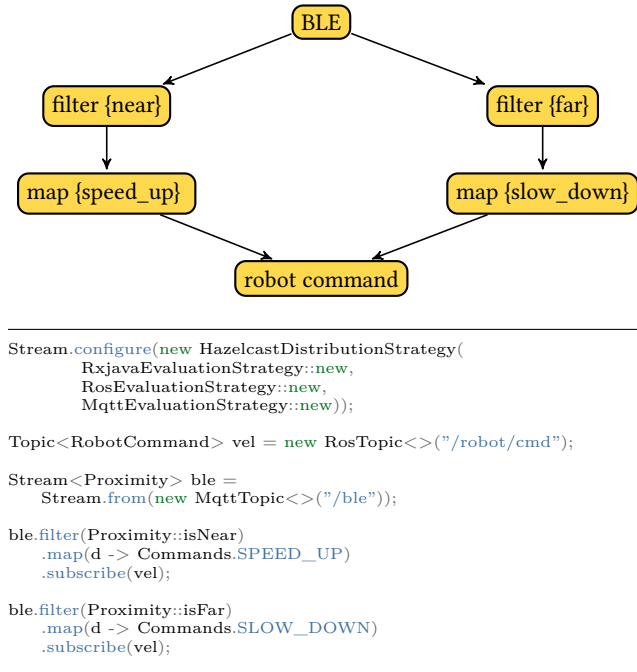 BLE
filter {near}
filter {far}
map {speed_up}
map {slow_down}
robot command
Stream.configure(new HazelcastDistributionStrategy(
RxjavaEvaluationStrategy::new,
RosEvaluationStrategy::new,
MqttEvaluationStrategy::new));
Topic<RobotCommand> vel = new RosTopic<>("/robot/cmd");
Stream<Proximity> ble =
Stream.from(new MqttTopic<>("/ble"));
ble.filter(Proximity::isNear)
.map(d -> Commands.SPEED_UP)
.subscribe(vel);
ble.filter(Proximity::isFar)
.map(d -> Commands.SLOW_DOWN)
.subscribe(vel);